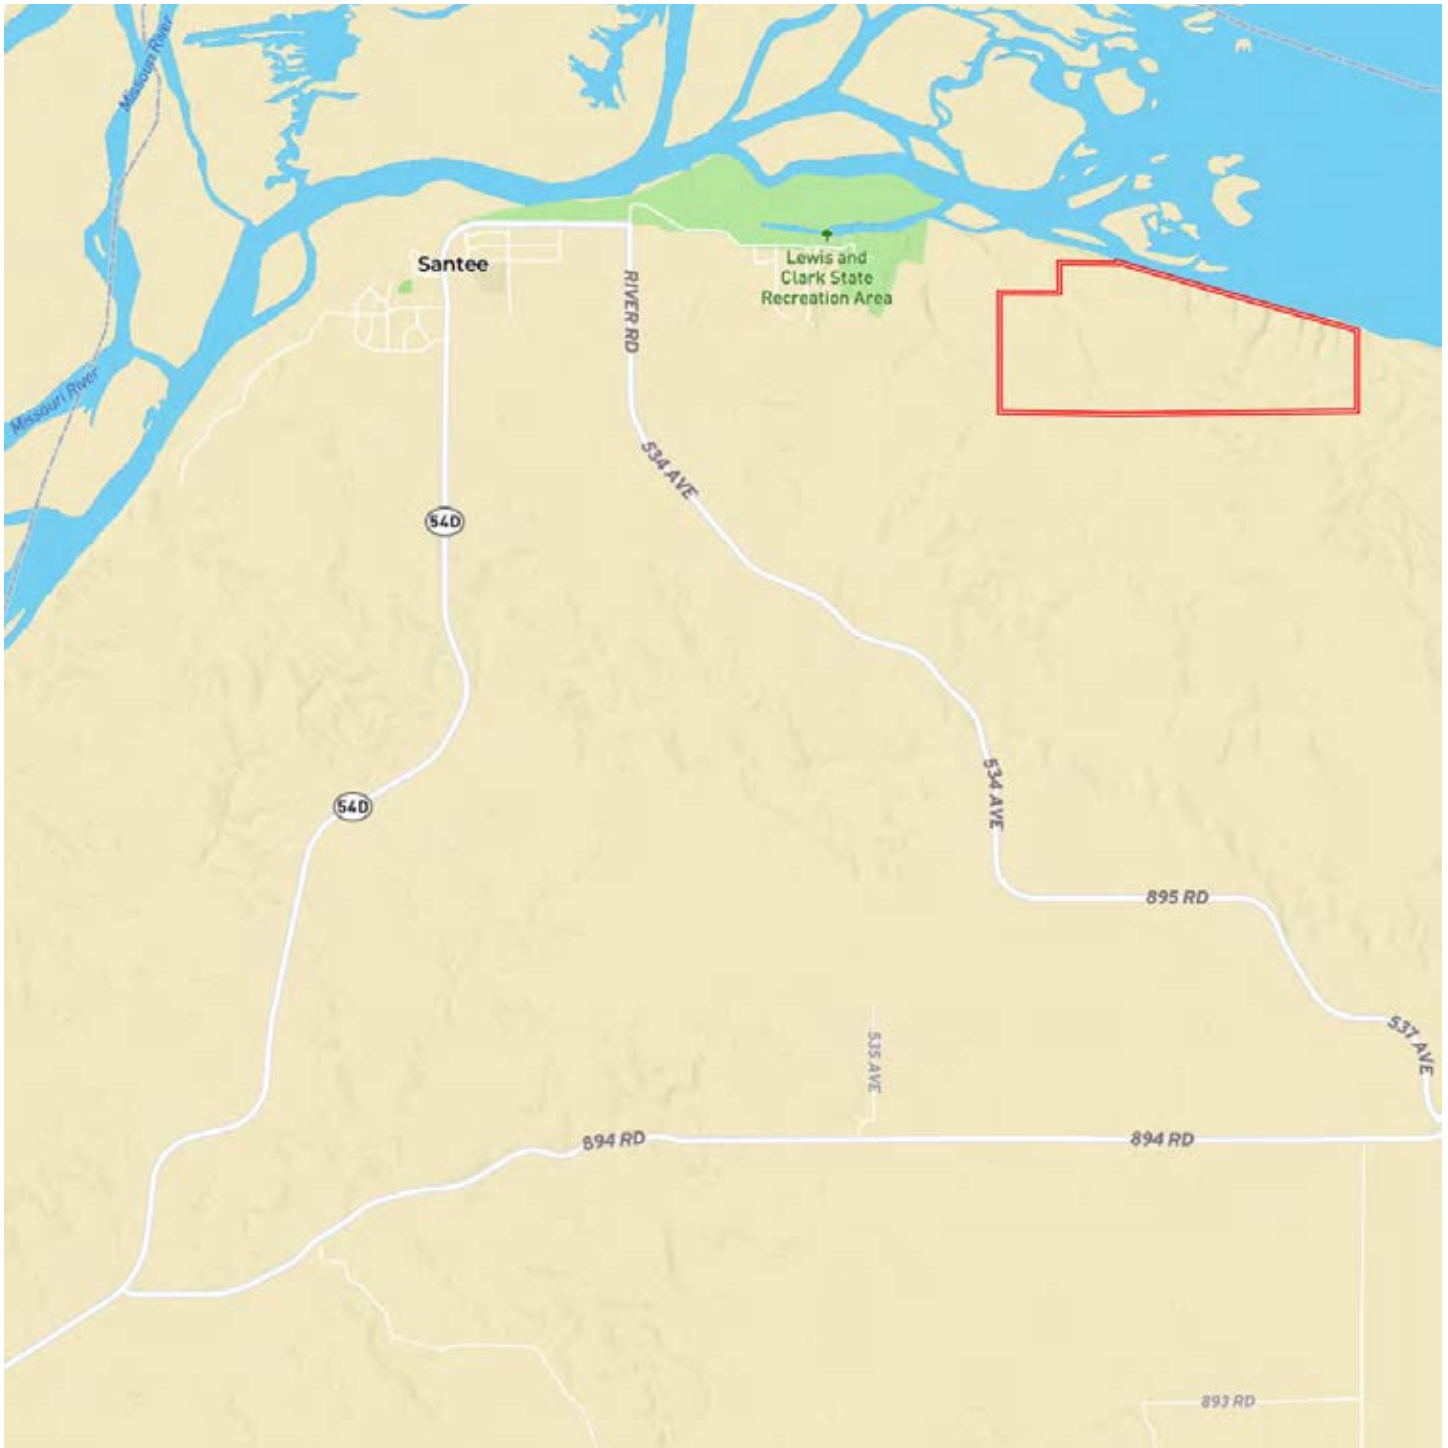 Missouri River
Santee
Lewis and
Clark State
Recreation Area
RIVER RD
Missouri River
534 AVE
54D
534 AVE
54D
895 RD
537 AVE
535 AVE
894 RD
894 RD
893 RD